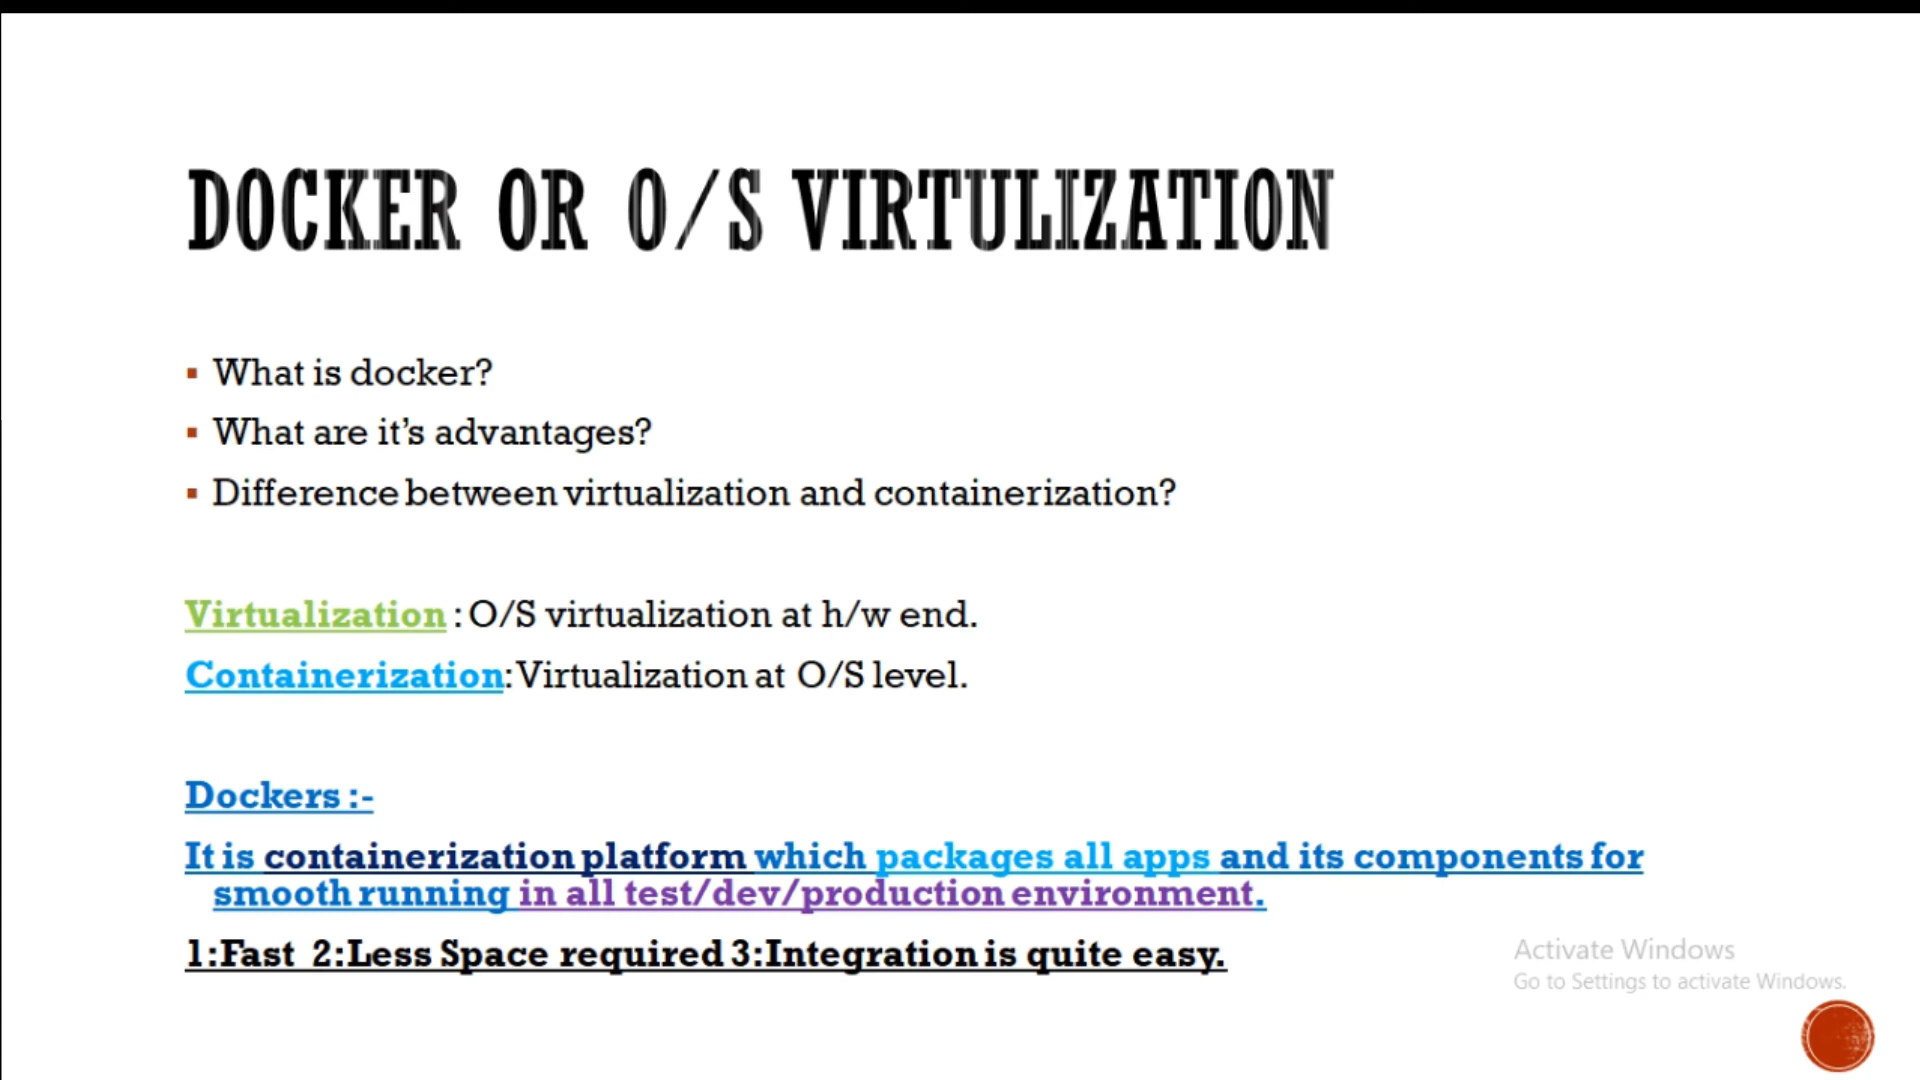 DOCKER OR O/S VIRTULIZATION
What is docker?
What are it's advantages?
Difference between virtualization and containerization?
Virtualization : O/S virtualization at h/w end.
Containerization: Virtualization at O/S level.
Dockers :-
It is containerization platform which packages all apps and its components for
smooth running in all test/dev/production environment.
1:Fast 2:Less Space required 3:Integration is quite easy.
Activate Windows
Go to Settings to activate Windows.